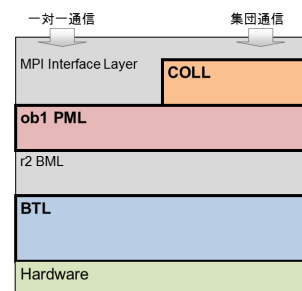 一対一通信
集団通信
MPI Interface Layer
COLL
ob1 PML
r2 BML
BTL
Hardware